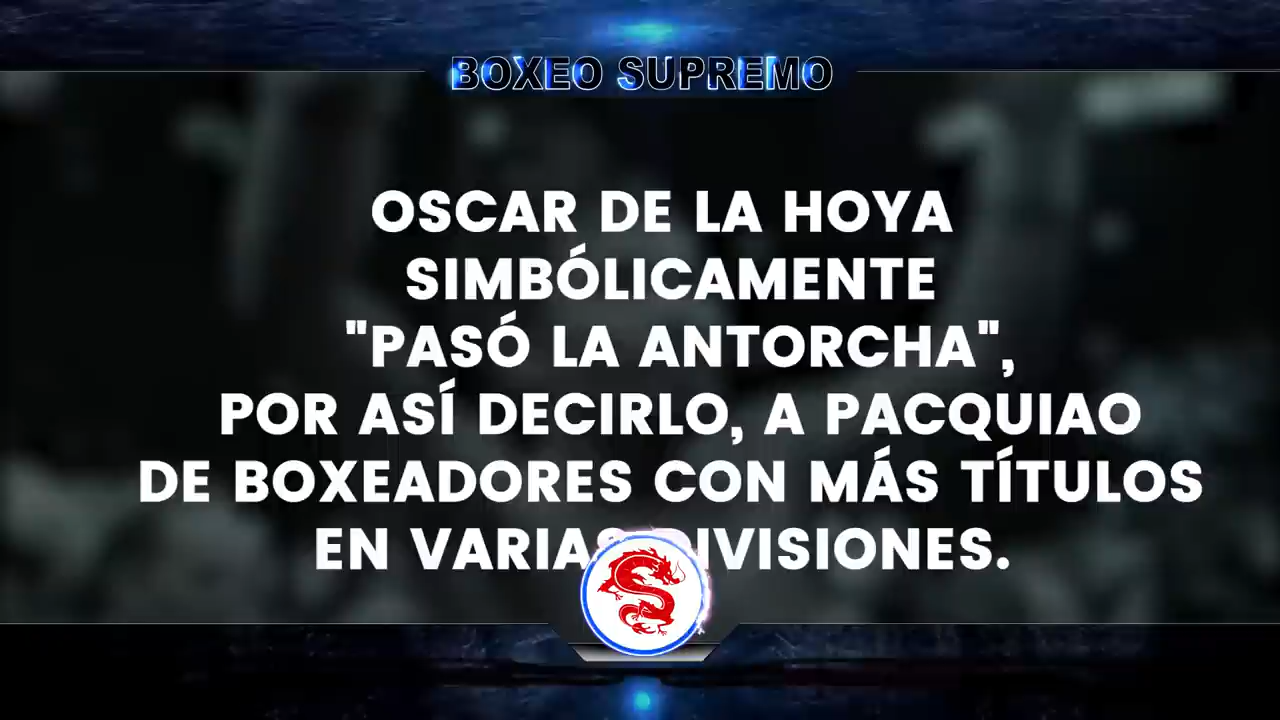 BOXEO SUPREMO
OSCAR DE LA HOYA
SIMBÓLICAMENTE
"PASÓ LA ANTORCHA",
POR ASÍ DECIRLO, A PACQUIAO
DE BOXEADORES CON MÁS TÍTULOS
EN VARIAS DIVISIONES.